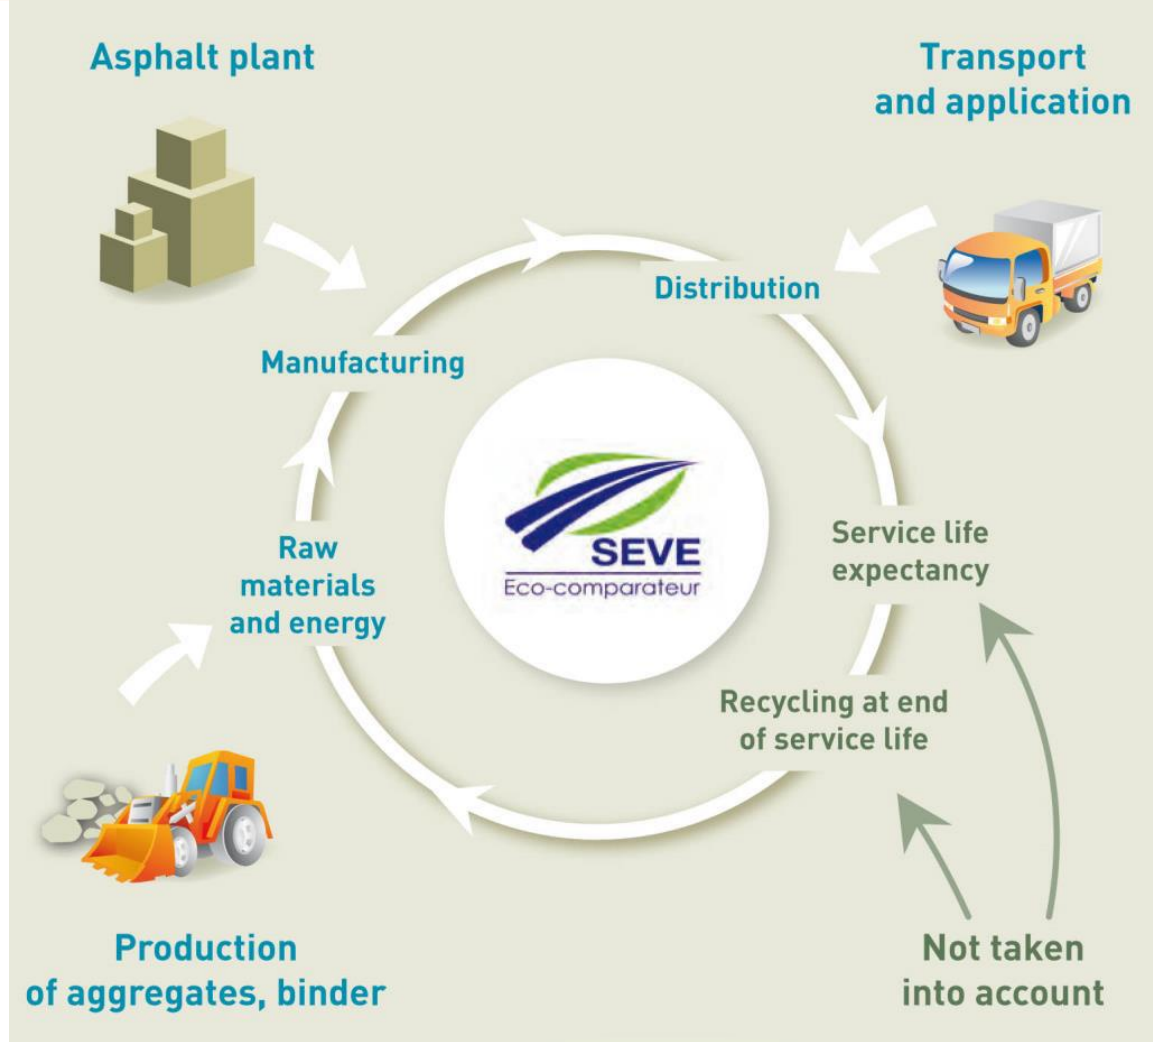 Asphalt plant
Transport
and application
Distribution
Manufacturing
SEVE
Eco-comparateur
Raw
materials
and energy
Service life
expectancy
Recycling at end
of service life
Production
of aggregates, binder
Not taken
into account